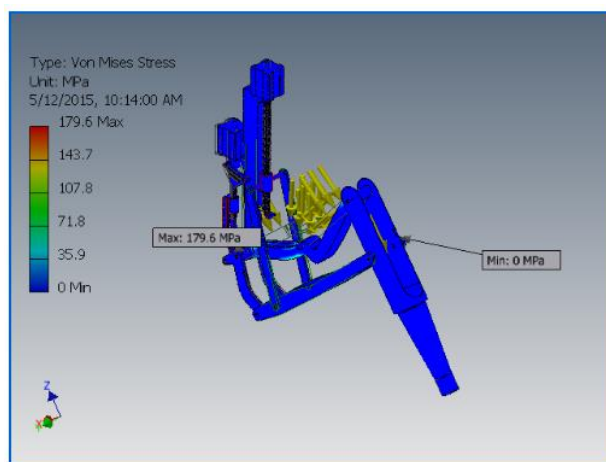 Type: Von Mises Stress
Unit: MPa
5/12/2015, 10:14:00 AM
179.6 Max
143.7
107.8
71.8
35.9
0 Min
Max: 179.6 MPa
Min: 0 MPa
Z
X